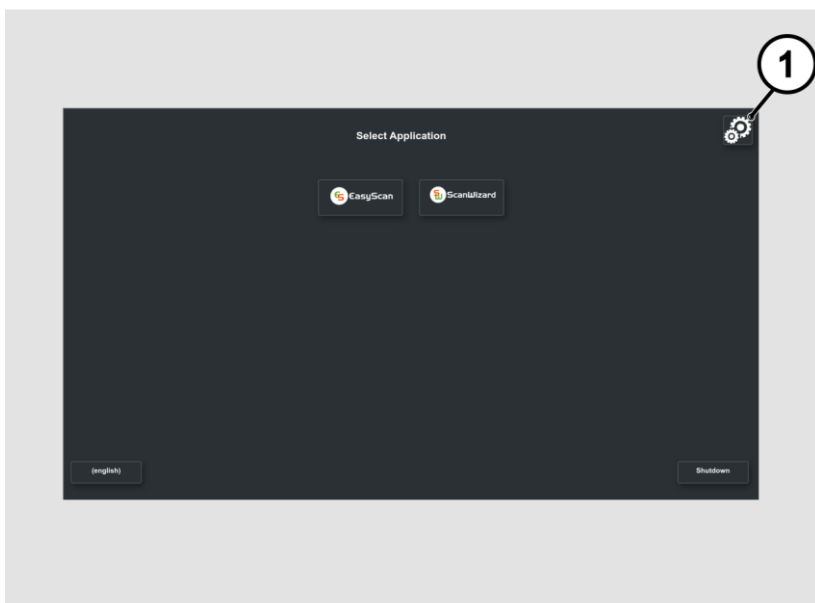 1
Select Application
EasyScan
ScanWizard
(english)
Shutdown